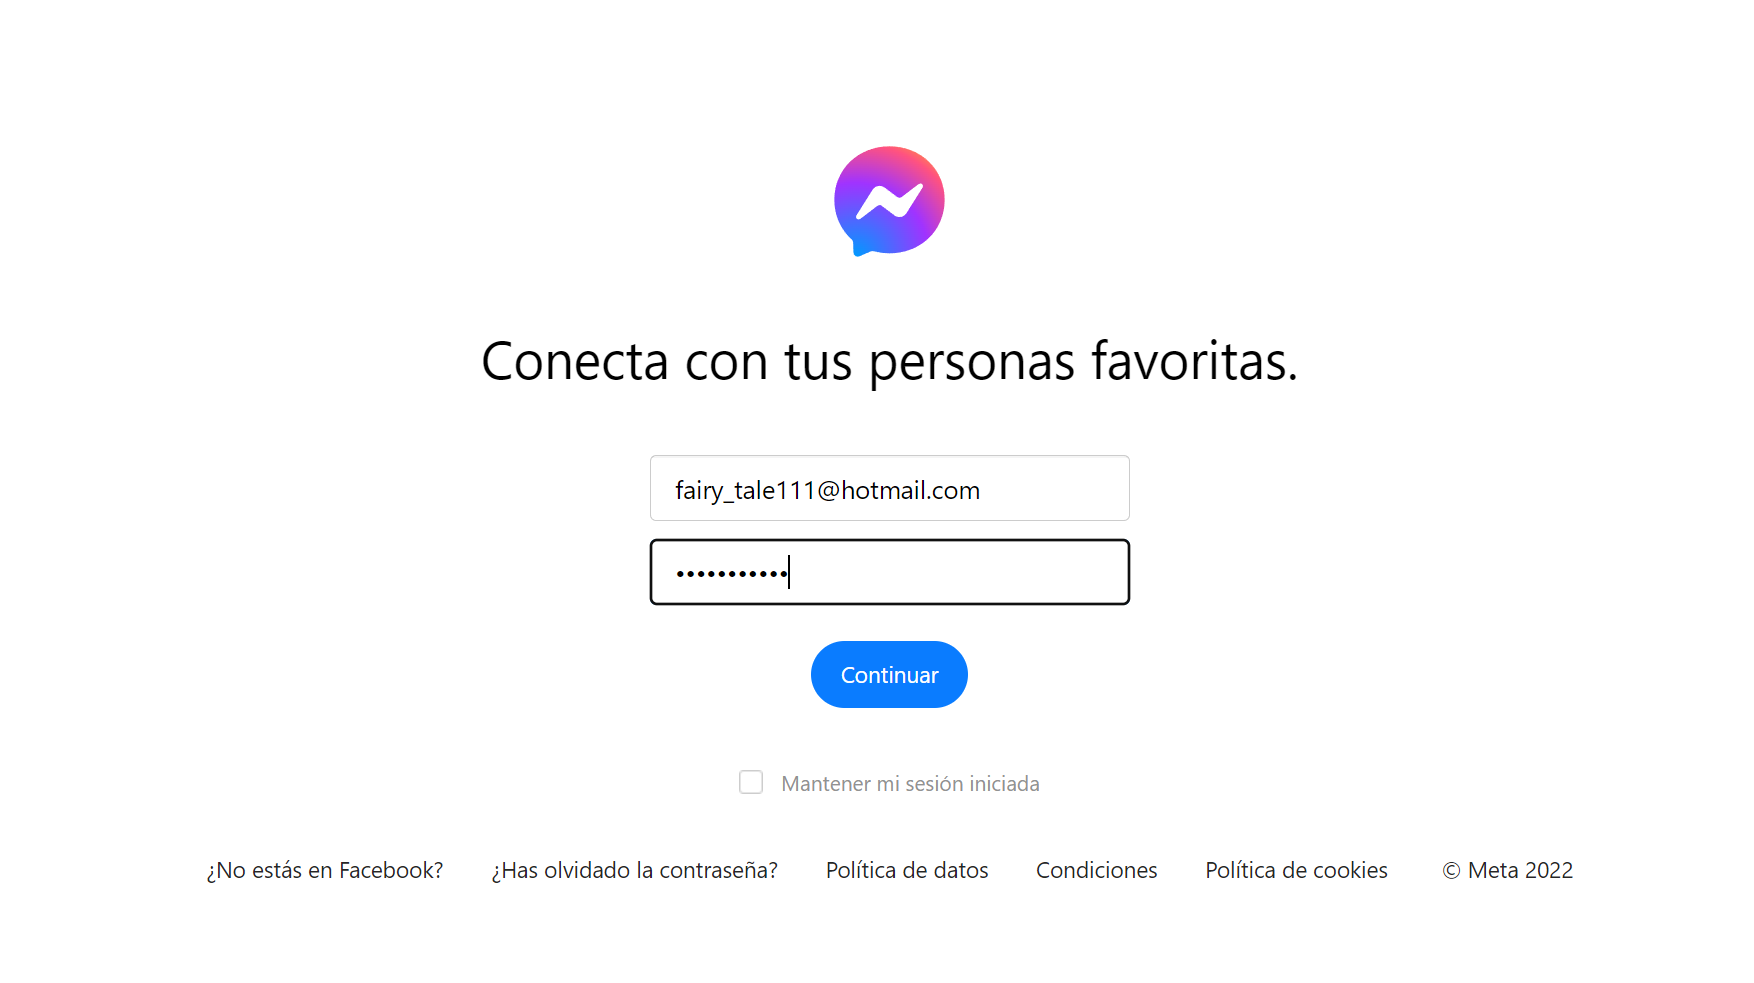 Conecta con tus personas favoritas.
fairy_tale111@hotmail.com
•••••••••••
Continuar
Mantener mi sesión iniciada
¿No estás en Facebook? ¿Has olvidado la contraseña? Política de datos Condiciones Política de cookies © Meta 2022